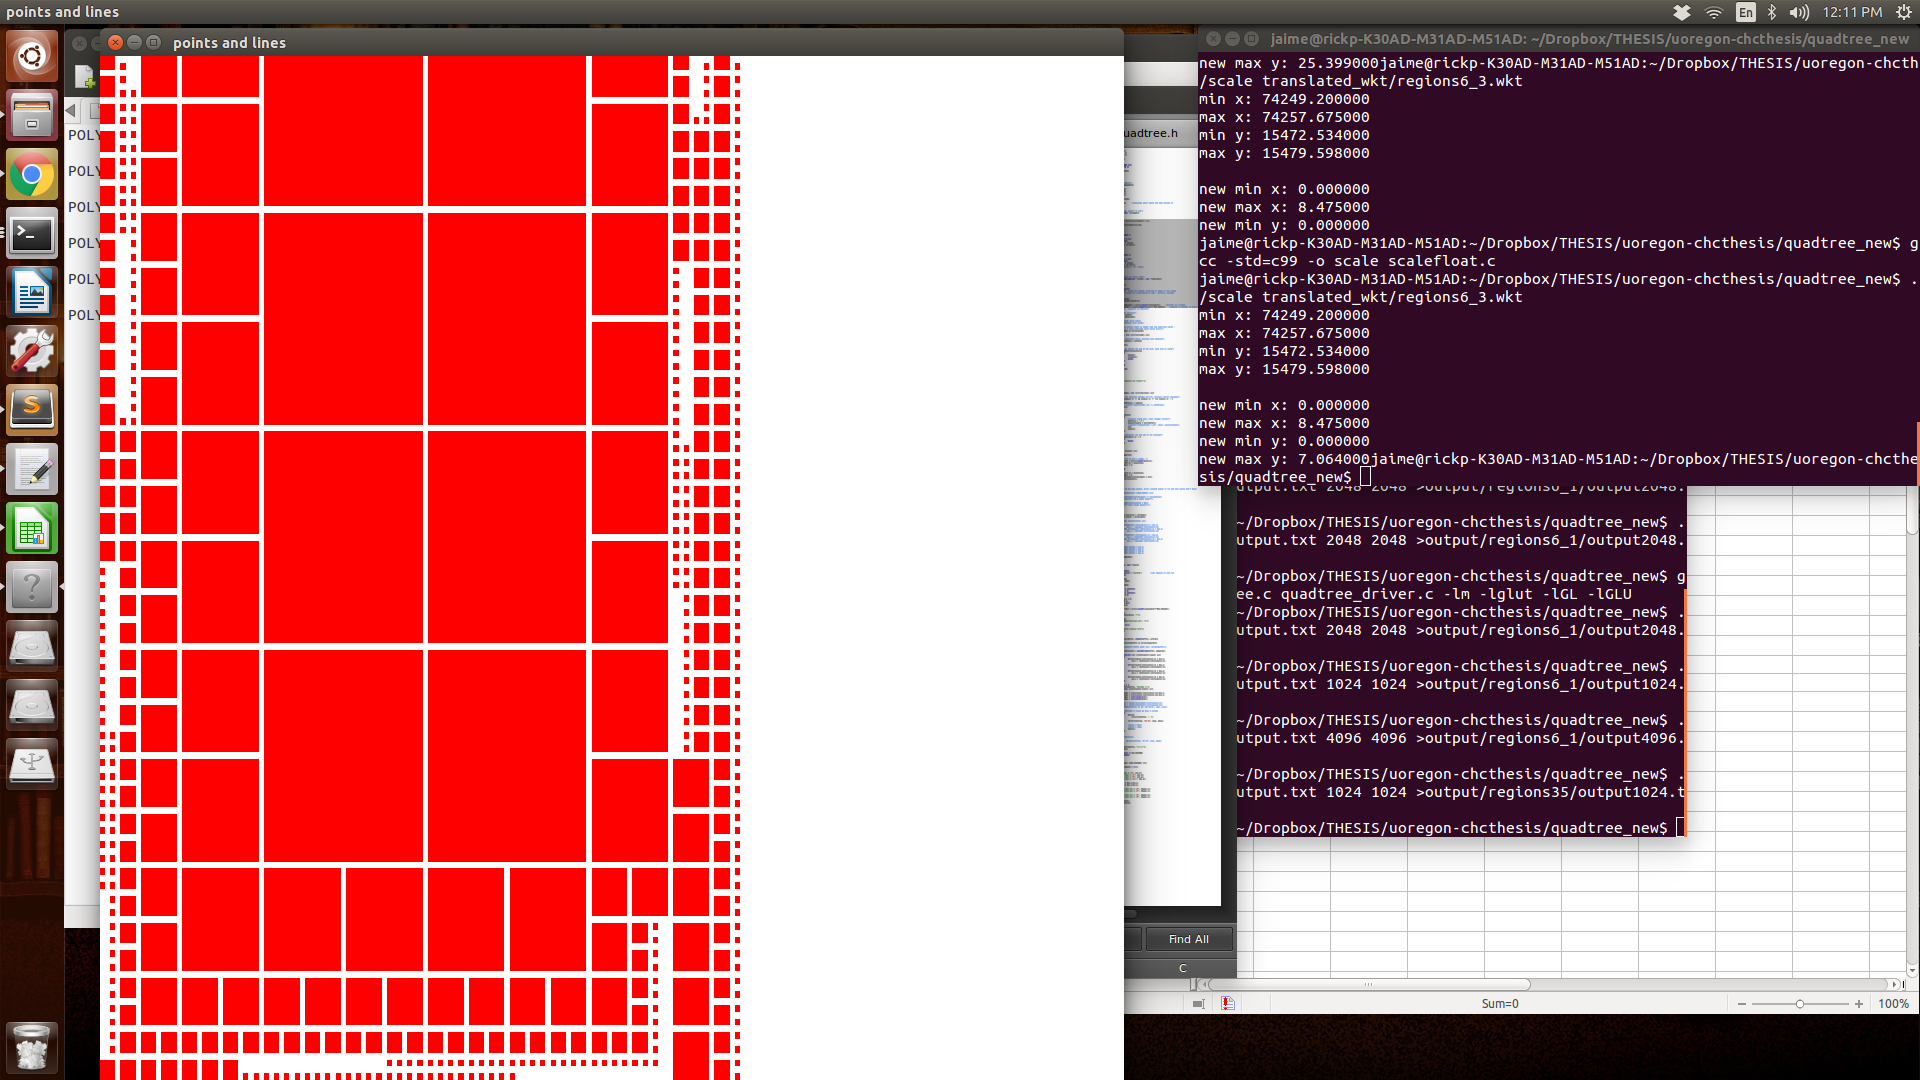 points and lines
En
12:11 PM
points and lines
jaime@rickp-K30AD-M31AD-M51AD: ~/Dropbox/THESIS/uoregon-chcthesis/quadtree_new
new max y: 25.399000jaime@rickp-K30AD-M31AD-M51AD:~/Dropbox/THESIS/uoregon-chcth
/scale translated_wkt/regions6_3.wkt
min x: 74249.200000
max x: 74257.675000
min y: 15472.534000
max y: 15479.598000
new min x: 0.000000
new max x: 8.475000
new min y: 0.000000
jaime@rickp-K30AD-M31AD-M51AD:~/Dropbox/THESIS/uoregon-chcthesis/quadtree_new$ g
cc -std=c99 -o scale scalefloat.c
jaime@rickp-K30AD-M31AD-M51AD:~/Dropbox/THESIS/uoregon-chcthesis/quadtree_new$ .
/scale translated_wkt/regions6_3.wkt
min x: 74249.200000
max x: 74257.675000
min y: 15472.534000
max y: 15479.598000
new min x: 0.000000
new max x: 8.475000
new min y: 0.000000
new max y: 7.064000jaime@rickp-K30AD-M31AD-M51AD:~/Dropbox/THESIS/uoregon-chcthe
sis/quadtree_new$
utput.txt 2048 2048 >output/regions6_1/output2048.
~/Dropbox/THESIS/uoregon-chcthesis/quadtree_new$ .
utput.txt 2048 2048 >output/regions6_1/output2048.
~/Dropbox/THESIS/uoregon-chcthesis/quadtree_new$ g
ee.c quadtree_driver.c -lm -lglut -lGL -lGLU
~/Dropbox/THESIS/uoregon-chcthesis/quadtree_new$ .
utput.txt 2048 2048 >output/regions6_1/output2048.
~/Dropbox/THESIS/uoregon-chcthesis/quadtree_new$ .
utput.txt 1024 1024 >output/regions6_1/output1024.
~/Dropbox/THESIS/uoregon-chcthesis/quadtree_new$ .
utput.txt 4096 4096 >output/regions6_1/output4096.
~/Dropbox/THESIS/uoregon-chcthesis/quadtree_new$ .
utput.txt 1024 1024 >output/regions35/output1024.t
~/Dropbox/THESIS/uoregon-chcthesis/quadtree_new$
uadtree.h
POLY
POLY
POLY
POLY
POLY
POLY
Find All
C
Sum=0
100%